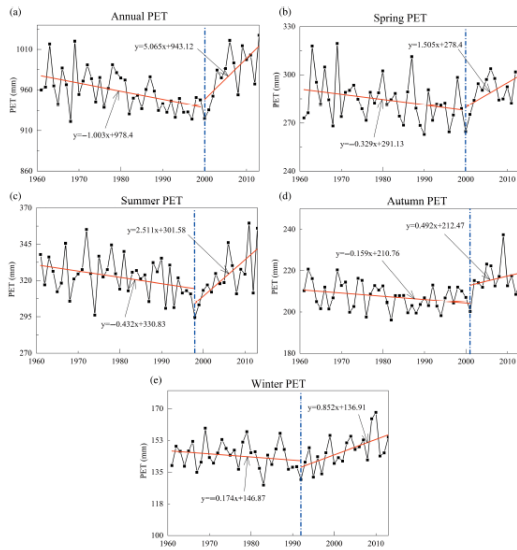 (a) Annual PET
1010
960
910
860
PET (mm)
y=5.065x+943.12
y=−1.003x+978.4
1960 1970 1980 1990 2000 2010
(b) Spring PET
300
280
260
240
PET (mm)
y=1.505x+278.4
y=−0.329x+291.13
1960 1970 1980 1990 2000 2010
(c) Summer PET
360
330
300
270
PET (mm)
y=2.511x+301.58
y=−0.432x+330.83
1960 1970 1980 1990 2000 2010
(d) Autumn PET
240
220
200
180
PET (mm)
y=0.492x+212.47
y=−0.159x+210.76
1960 1970 1980 1990 2000 2010
(e) Winter PET
170
153
135
118
100
PET (mm)
y=0.852x+136.91
y=−0.174x+146.87
1960 1970 1980 1990 2000 2010